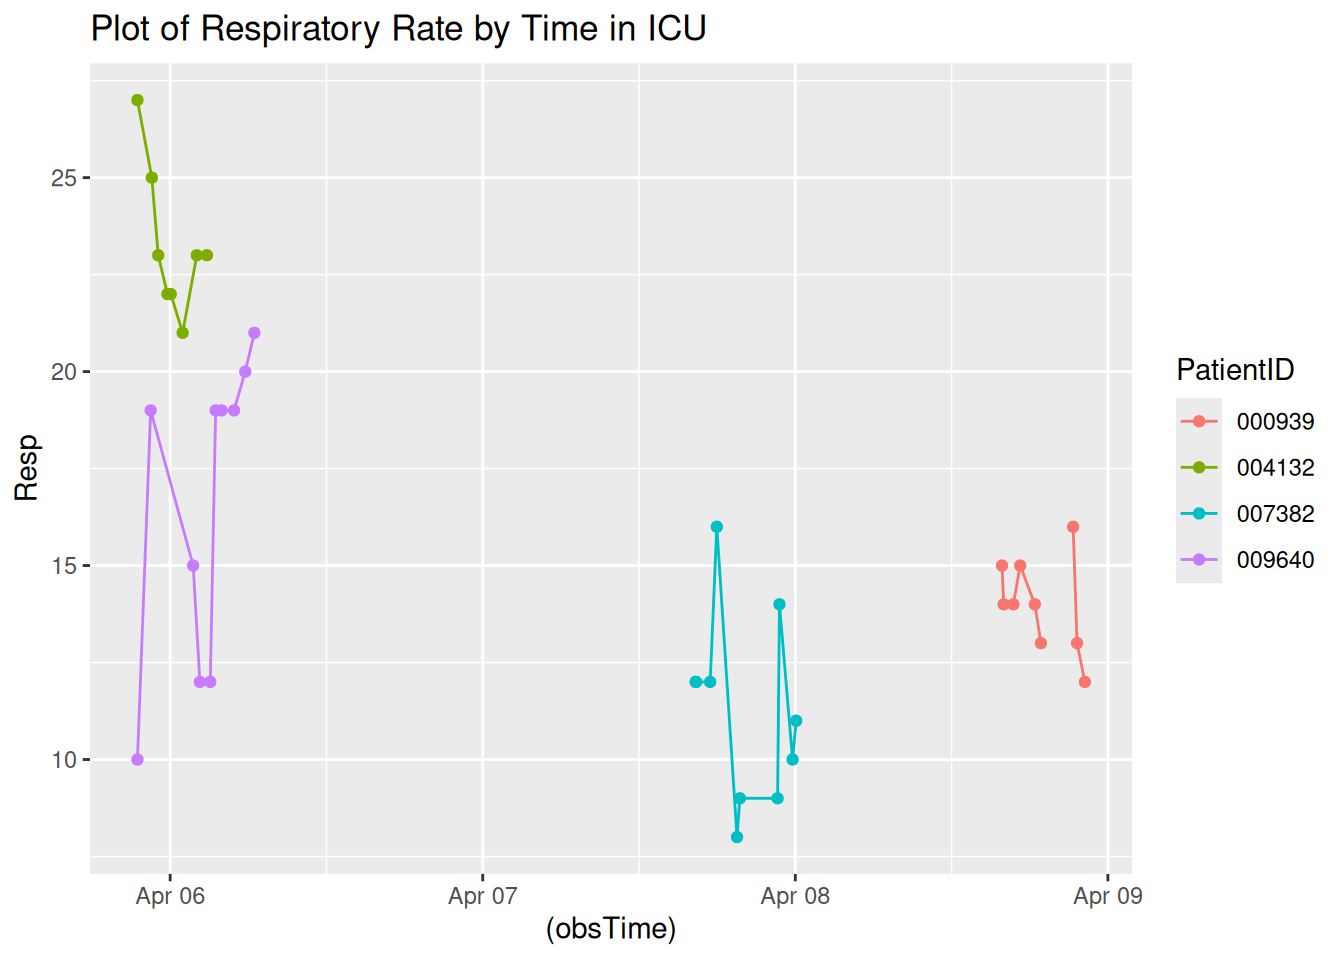 Plot of Respiratory Rate by Time in ICU
25
20
15
10
Resp
Apr 06
Apr 07
Apr 08
Apr 09
(obsTime)
PatientID
000939
004132
007382
009640